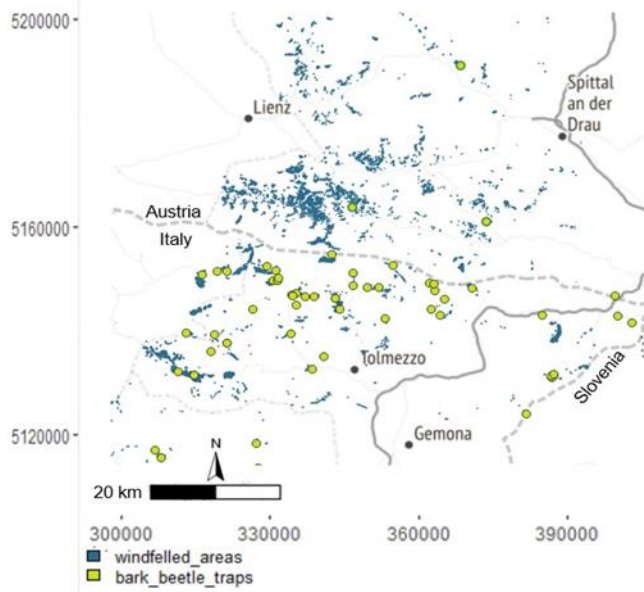 5200000
Spittal
an der
Drau
Lienz
5160000
Austria
Italy
Tolmezzo
Slovenia
5120000
Gemona
N
20 km
300000 330000 360000 390000
windfelled_areas
bark_beetle_traps